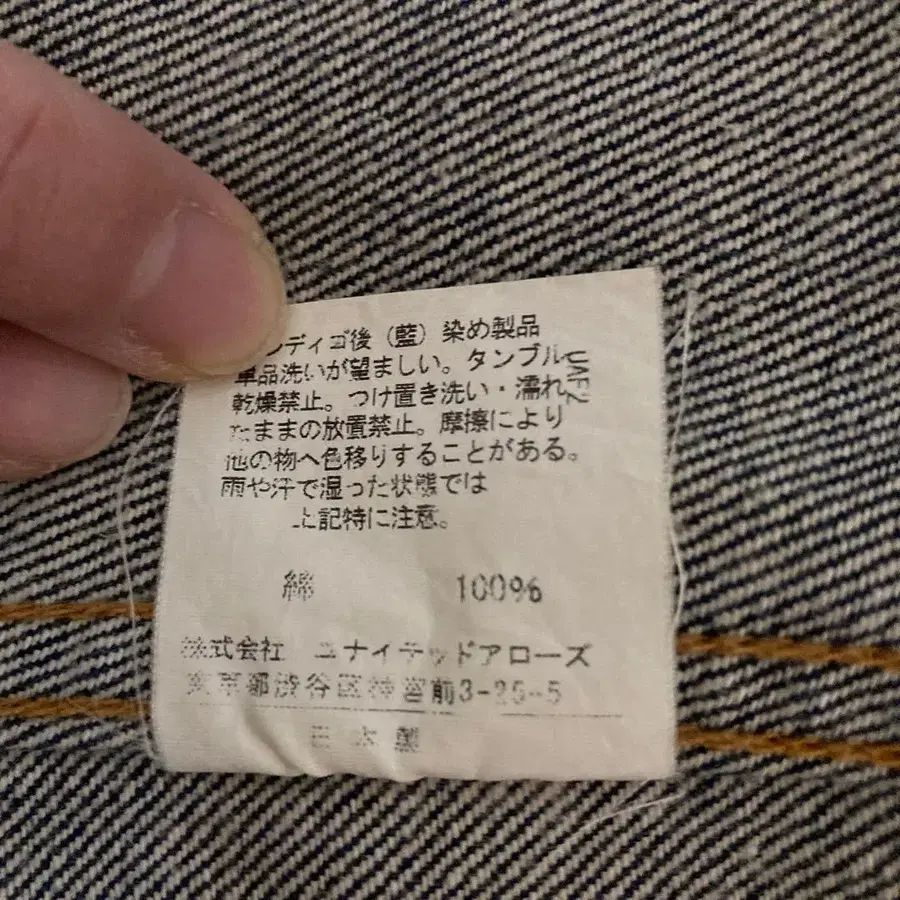 ンディゴ後（藍）染め製品
単品洗いが望ましい。タンブル
乾燥禁止。つけ置き洗い・濡れ
たままの放置禁止。摩擦により
他の物へ色移りすることがある。
雨や汗で湿った状態では
上記特に注意。
綿 100%
株式会社 ユナイテッドアローズ
東京都渋谷区神宮前3-25-5
日本製